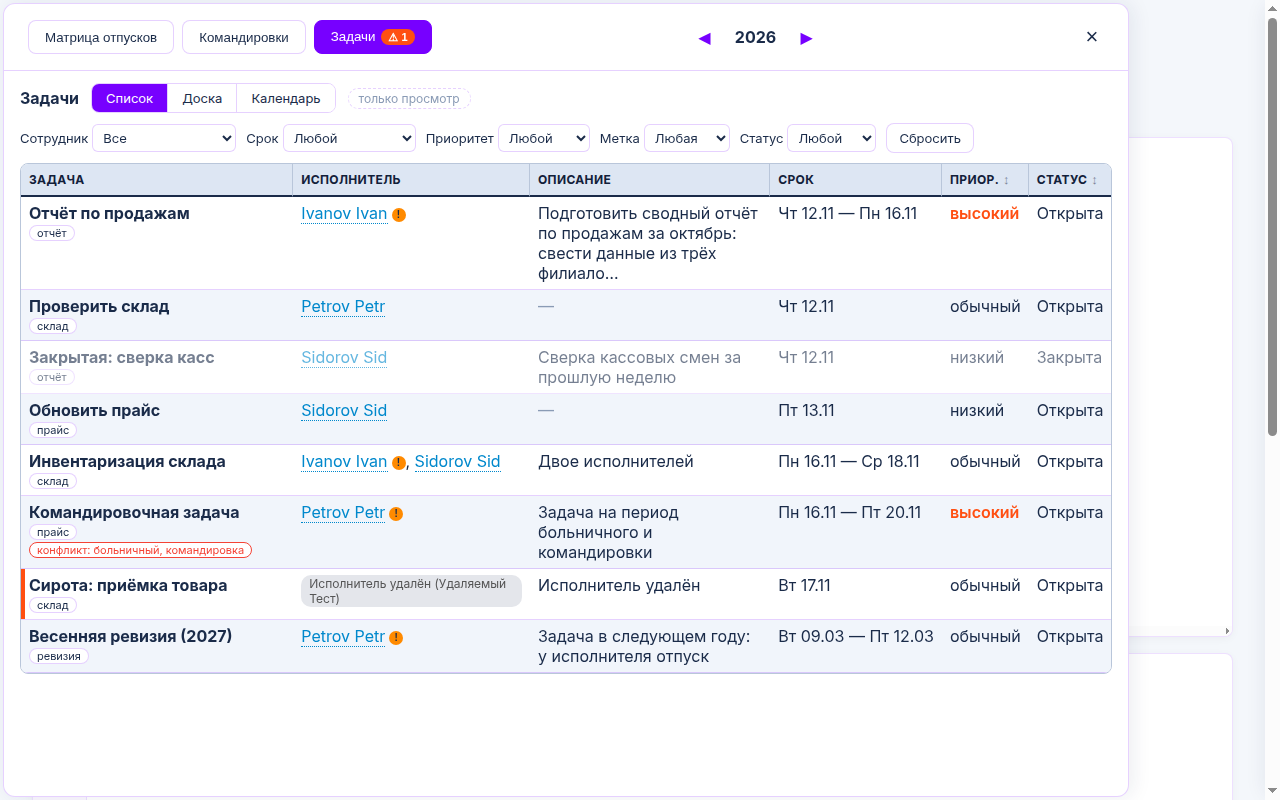 Матрица отпусков Командировки Задачи ⚠ 1 ◀ 2026 ▶ ×
Задачи Список Доска Календарь только просмотр
Сотрудник Все Срок Любой Приоритет Любой Метка Любая Статус Любой Сбросить
ЗАДАЧА ИСПОЛНИТЕЛЬ ОПИСАНИЕ СРОК ПРИОР. ↕ СТАТУС ↕
Отчёт по продажам Ivanov Ivan ! Подготовить сводный отчёт Чт 12.11 — Пн 16.11 высокий Открыта
отчёт по продажам за октябрь:
свести данные из трёх
филиало…
Проверить склад Petrov Petr — Чт 12.11 обычный Открыта
склад
Закрытая: сверка касс Sidorov Sid Сверка кассовых смен за Чт 12.11 низкий Закрыта
отчёт прошлую неделю
Обновить прайс Sidorov Sid — Пт 13.11 низкий Открыта
прайс
Инвентаризация склада Ivanov Ivan !, Sidorov Sid Двое исполнителей Пн 16.11 — Ср 18.11 обычный Открыта
склад
Командировочная задача Petrov Petr ! Задача на период Пн 16.11 — Пт 20.11 высокий Открыта
прайс больничного и
конфликт: больничный, командировка командировки
Сирота: приёмка товара Исполнитель удалён (Удаляемый Исполнитель удалён Вт 17.11 обычный Открыта
склад Тест)
Весенняя ревизия (2027) Petrov Petr ! Задача в следующем году: Вт 09.03 — Пт 12.03 обычный Открыта
ревизия у исполнителя отпуск